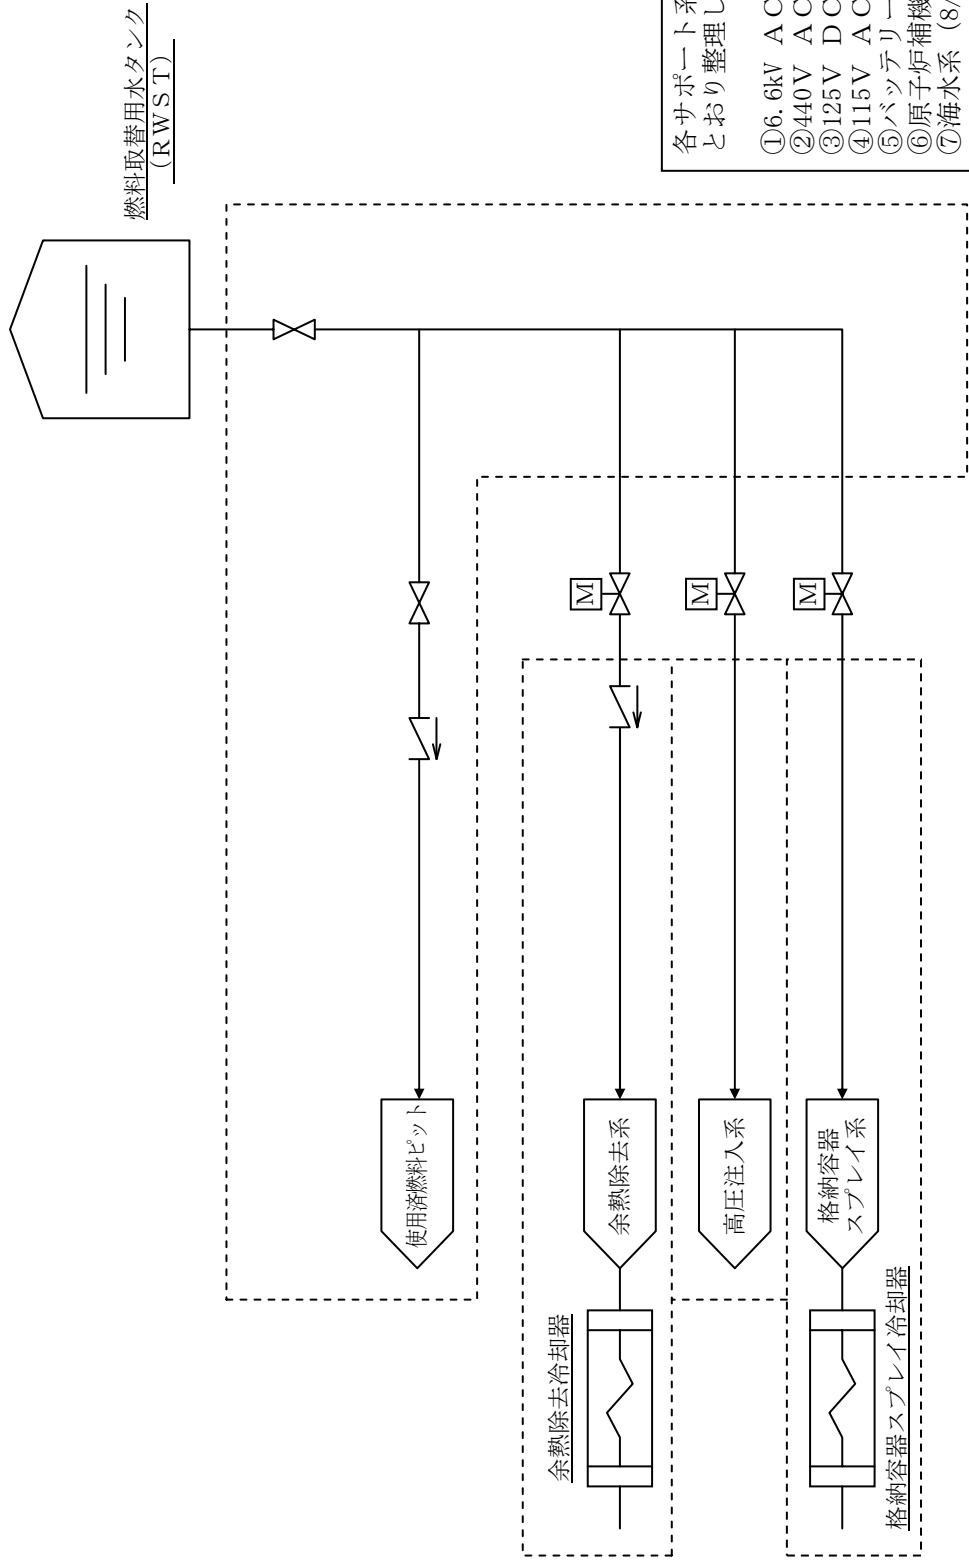 燃料取替用水タンク
(RWST)
各サポート系
とおり整理し
①6.6kV AC
②440V AC
③125V DC
④115V AC
⑤バッテリー
⑥原子炉補機
⑦海水系 (8/
M
M
M
使用済燃料ピット
余熱除去系
高圧注入系
格納容器
スプレイ系
余熱除去冷却器
格納容器スプレイ冷却器